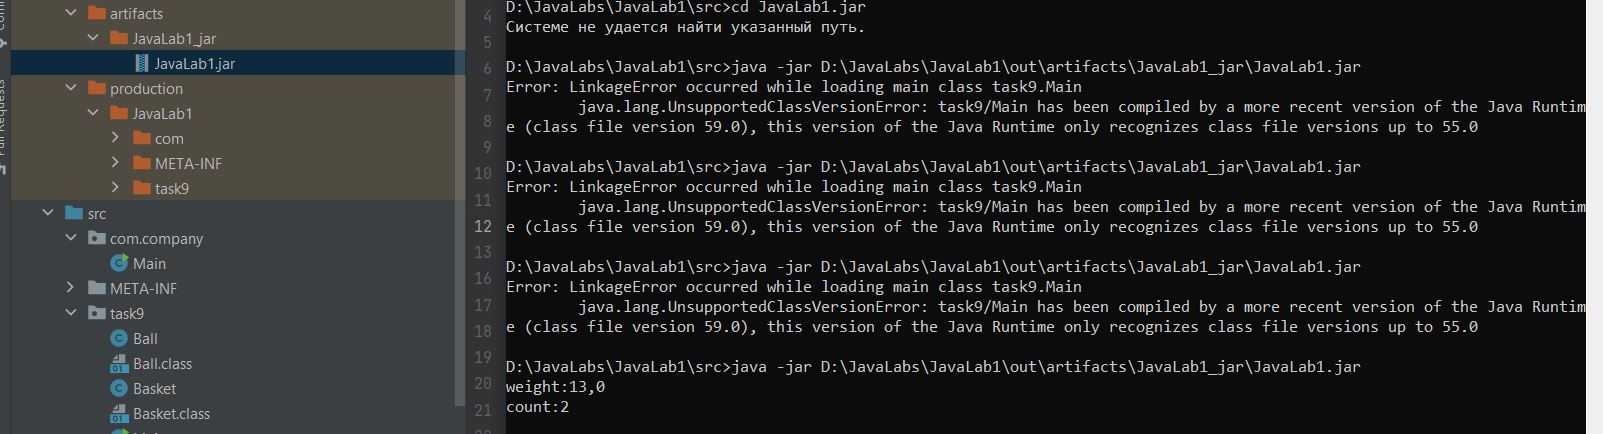 artifacts
JavaLab1_jar
JavaLab1.jar
production
JavaLab1
com
META-INF
task9
src
com.company
Main
META-INF
task9
Ball
Ball.class
Basket
Basket.class
4
5
6
7
8
9
10
11
12
13
16
17
18
19
20
21
D:\JavaLabs\JavaLab1\src>cd JavaLab1.jar
Системе не удается найти указанный путь.
D:\JavaLabs\JavaLab1\src>java -jar D:\JavaLabs\JavaLab1\out\artifacts\JavaLab1_jar\JavaLab1.jar
Error: LinkageError occurred while loading main class task9.Main
java.lang.UnsupportedClassVersionError: task9/Main has been compiled by a more recent version of the Java Runtim
e (class file version 59.0), this version of the Java Runtime only recognizes class file versions up to 55.0
D:\JavaLabs\JavaLab1\src>java -jar D:\JavaLabs\JavaLab1\out\artifacts\JavaLab1_jar\JavaLab1.jar
Error: LinkageError occurred while loading main class task9.Main
java.lang.UnsupportedClassVersionError: task9/Main has been compiled by a more recent version of the Java Runtim
e (class file version 59.0), this version of the Java Runtime only recognizes class file versions up to 55.0
D:\JavaLabs\JavaLab1\src>java -jar D:\JavaLabs\JavaLab1\out\artifacts\JavaLab1_jar\JavaLab1.jar
Error: LinkageError occurred while loading main class task9.Main
java.lang.UnsupportedClassVersionError: task9/Main has been compiled by a more recent version of the Java Runtim
e (class file version 59.0), this version of the Java Runtime only recognizes class file versions up to 55.0
D:\JavaLabs\JavaLab1\src>java -jar D:\JavaLabs\JavaLab1\out\artifacts\JavaLab1_jar\JavaLab1.jar
weight:13,0
count:2